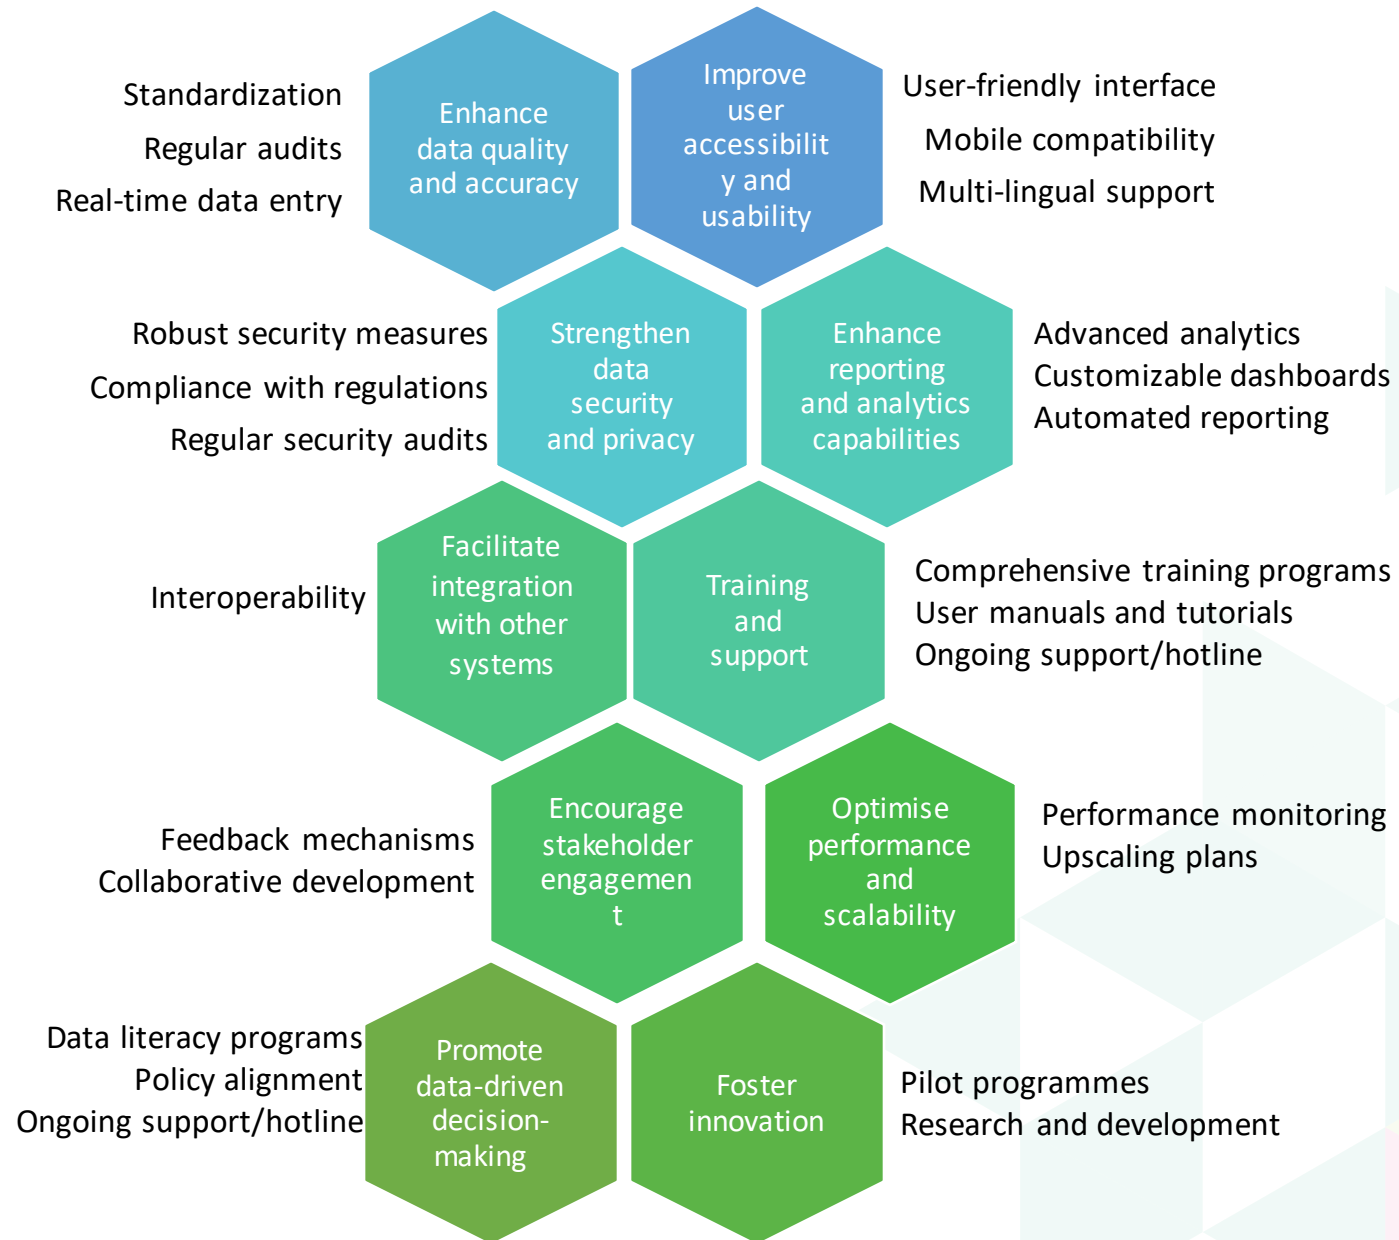 Standardization
Regular audits
Real-time data entry
Enhance
data quality
and accuracy
Improve
user
accessibilit
y and
usability
User-friendly interface
Mobile compatibility
Multi-lingual support
Robust security measures
Compliance with regulations
Regular security audits
Strengthen
data
security
and privacy
Enhance
reporting
and analytics
capabilities
Advanced analytics
Customizable dashboards
Automated reporting
Interoperability
Facilitate
integration
with other
systems
Training
and
support
Comprehensive training programs
User manuals and tutorials
Ongoing support/hotline
Feedback mechanisms
Collaborative development
Encourage
stakeholder
engagemen
t
Optimise
performance
and
scalability
Performance monitoring
Upscaling plans
Data literacy programs
Policy alignment
Ongoing support/hotline
Promote
data-driven
decision-
making
Foster
innovation
Pilot programmes
Research and development